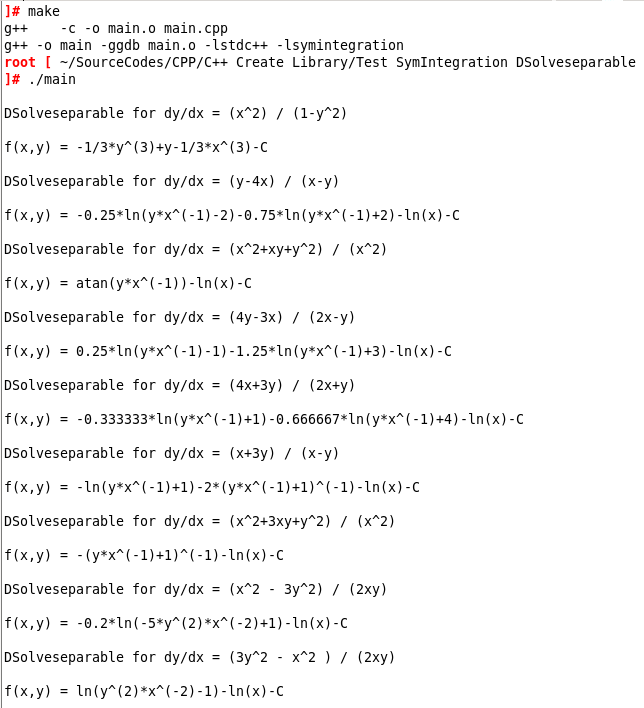 ]# make
g++    -c -o main.o main.cpp
g++ -o main -ggdb main.o -lstdc++ -lsymintegration
root [ ~/SourceCodes/CPP/C++ Create Library/Test SymIntegration DSolveseparable
]# ./main
DSolveseparable for dy/dx = (x^2) / (1-y^2)
f(x,y) = -1/3*y^(3)+y-1/3*x^(3)-C
DSolveseparable for dy/dx = (y-4x) / (x-y)
f(x,y) = -0.25*ln(y*x^(-1)-2)-0.75*ln(y*x^(-1)+2)-ln(x)-C
DSolveseparable for dy/dx = (x^2+xy+y^2) / (x^2)
f(x,y) = atan(y*x^(-1))-ln(x)-C
DSolveseparable for dy/dx = (4y-3x) / (2x-y)
f(x,y) = 0.25*ln(y*x^(-1)-1)-1.25*ln(y*x^(-1)+3)-ln(x)-C
DSolveseparable for dy/dx = (4x+3y) / (2x+y)
f(x,y) = -0.333333*ln(y*x^(-1)+1)-0.666667*ln(y*x^(-1)+4)-ln(x)-C
DSolveseparable for dy/dx = (x+3y) / (x-y)
f(x,y) = -ln(y*x^(-1)+1)-2*(y*x^(-1)+1)^(-1)-ln(x)-C
DSolveseparable for dy/dx = (x^2+3xy+y^2) / (x^2)
f(x,y) = -(y*x^(-1)+1)^(-1)-ln(x)-C
DSolveseparable for dy/dx = (x^2 - 3y^2) / (2xy)
f(x,y) = -0.2*ln(-5*y^(2)*x^(-2)+1)-ln(x)-C
DSolveseparable for dy/dx = (3y^2 - x^2 ) / (2xy)
f(x,y) = ln(y^(2)*x^(-2)-1)-ln(x)-C